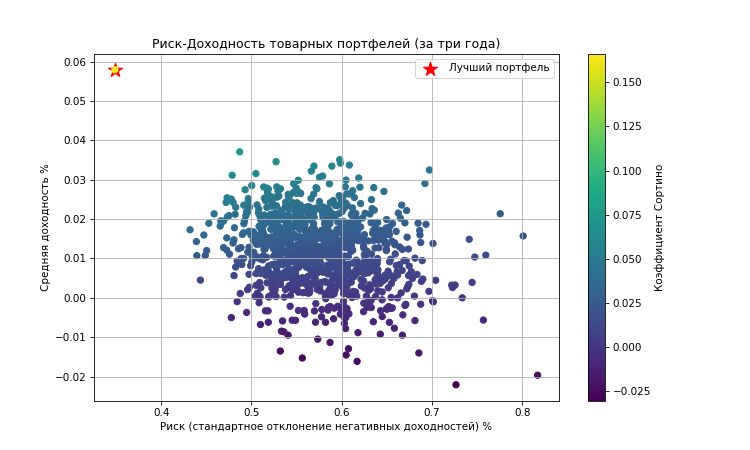 Риск-Доходность товарных портфелей (за три года)
Лучший портфель
Средняя доходность %
0.06
0.05
0.04
0.03
0.02
0.01
0.00
−0.01
−0.02
0.4 0.5 0.6 0.7 0.8
Риск (стандартное отклонение негативных доходностей) %
0.150
0.125
0.100
0.075
0.050
0.025
0.000
−0.025
Коэффициент Сортино